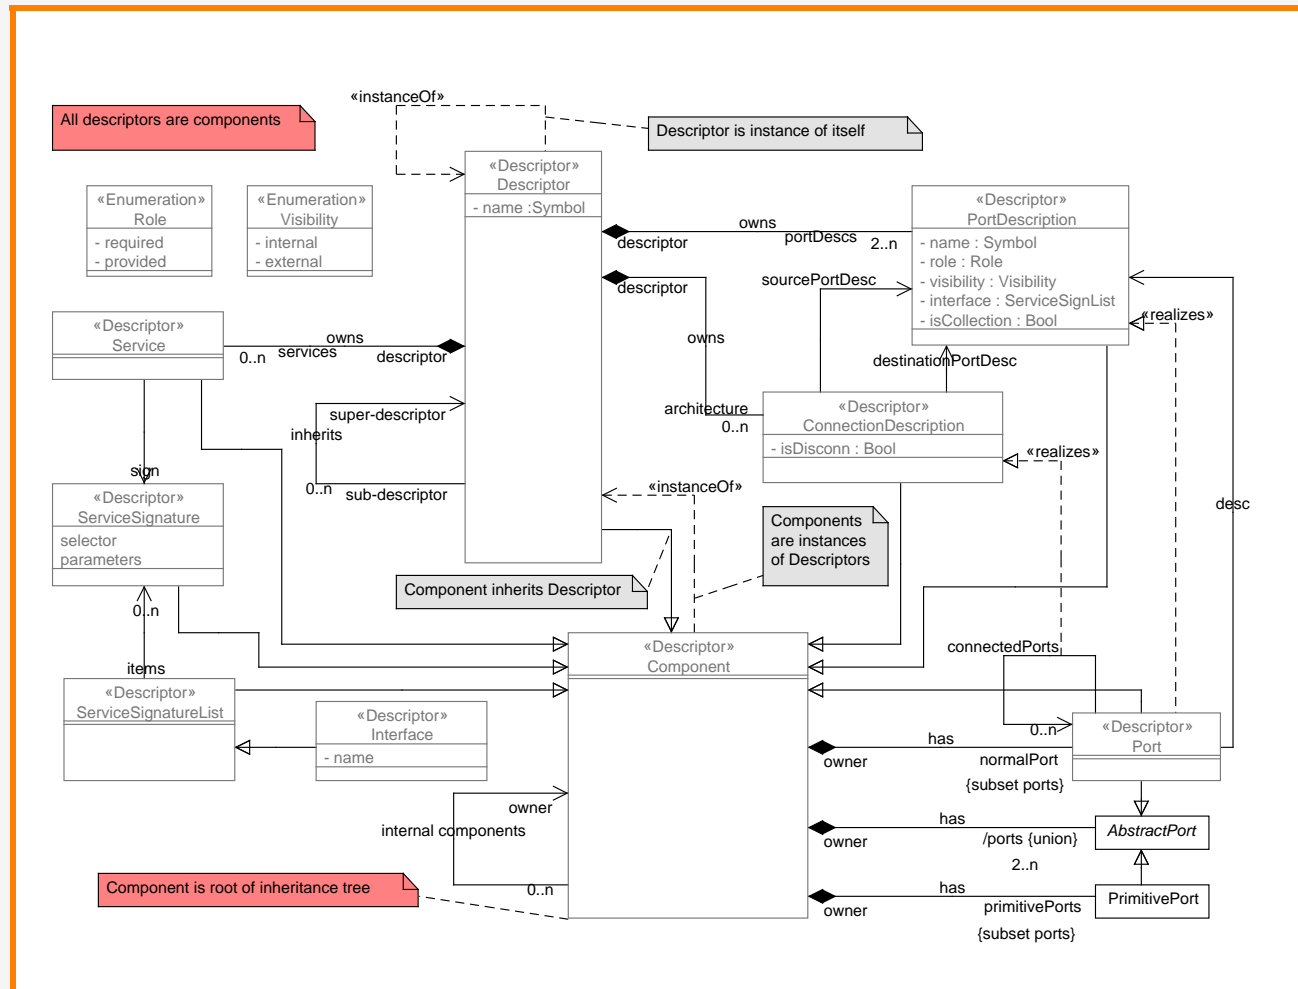 «instanceOf»
All descriptors are components
Descriptor is instance of itself
«Descriptor»
Descriptor
- name :Symbol
«Enumeration»
Role
- required
- provided
«Enumeration»
Visibility
- internal
- external
«Descriptor»
PortDescription
- name : Symbol
- role : Role
- visibility : Visibility
- interface : ServiceSignList
- isCollection : Bool
owns
descriptor
portDescs
2..n
descriptor
sourcePortDesc
«realizes»
«Descriptor»
Service
owns
0..n
services
descriptor
owns
destinationPortDesc
super-descriptor
inherits
0..n
sub-descriptor
architecture
0..n
«Descriptor»
ConnectionDescription
- isDisconn : Bool
«realizes»
sign
«instanceOf»
desc
«Descriptor»
ServiceSignature
selector
parameters
Components
are instances
of Descriptors
Component inherits Descriptor
0..n
items
«Descriptor»
Component
connectedPorts
0..n
«Descriptor»
ServiceSignatureList
«Descriptor»
Interface
- name
«Descriptor»
Port
has
owner
normalPort
{subset ports}
owner
internal components
0..n
has
owner
/ports {union}
2..n
AbstractPort
Component is root of inheritance tree
has
owner
primitivePorts
{subset ports}
PrimitivePort